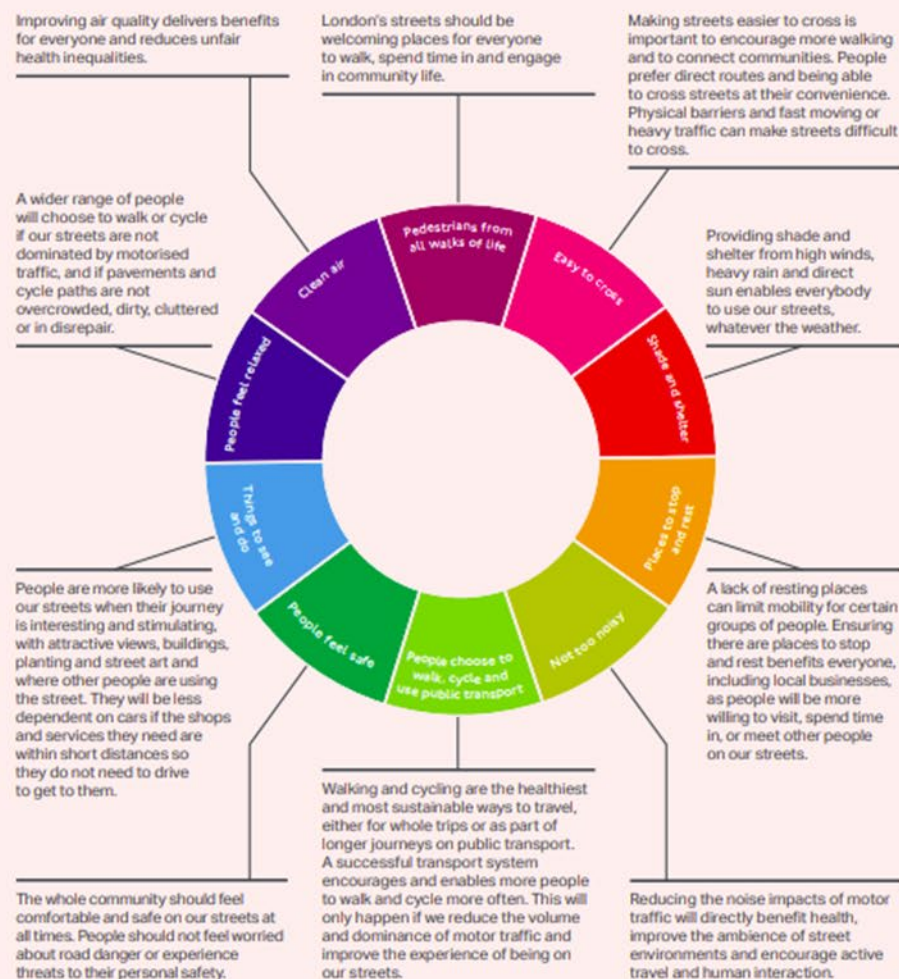 Improving air quality delivers benefits
for everyone and reduces unfair
health inequalities.
London's streets should be
welcoming places for everyone
to walk, spend time in and engage
in community life.
Making streets easier to cross is
important to encourage more walking
and to connect communities. People
prefer direct routes and being able
to cross streets at their convenience.
Physical barriers and fast moving or
heavy traffic can make streets difficult
to cross.
A wider range of people
will choose to walk or cycle
if our streets are not
dominated by motorised
traffic, and if pavements and
cycle paths are not
overcrowded, dirty, cluttered
or in disrepair.
Providing shade and
shelter from high winds,
heavy rain and direct
sun enables everybody
to use our streets,
whatever the weather.
Pedestrians from
all walks of life
Easy to cross
Shade and shelter
Places to stop
and rest
Not too noisy
People choose to
walk, cycle and
use public transport
People feel safe
Things to see
and do
People feel relaxed
Clean air
People are more likely to use
our streets when their journey
is interesting and stimulating,
with attractive views, buildings,
planting and street art and
where other people are using
the street. They will be less
dependent on cars if the shops
and services they need are
within short distances so
they do not need to drive
to get to them.
A lack of resting places
can limit mobility for certain
groups of people. Ensuring
there are places to stop
and rest benefits everyone,
including local businesses,
as people will be more
willing to visit, spend time
in, or meet other people
on our streets.
The whole community should feel
comfortable and safe on our streets at
all times. People should not feel worried
about road danger or experience
threats to their personal safety.
Walking and cycling are the healthiest
and most sustainable ways to travel,
either for whole trips or as part of
longer journeys on public transport.
A successful transport system
encourages and enables more people
to walk and cycle more often. This will
only happen if we reduce the volume
and dominance of motor traffic and
improve the experience of being on
our streets.
Reducing the noise impacts of motor
traffic will directly benefit health,
improve the ambience of street
environments and encourage active
travel and human interaction.